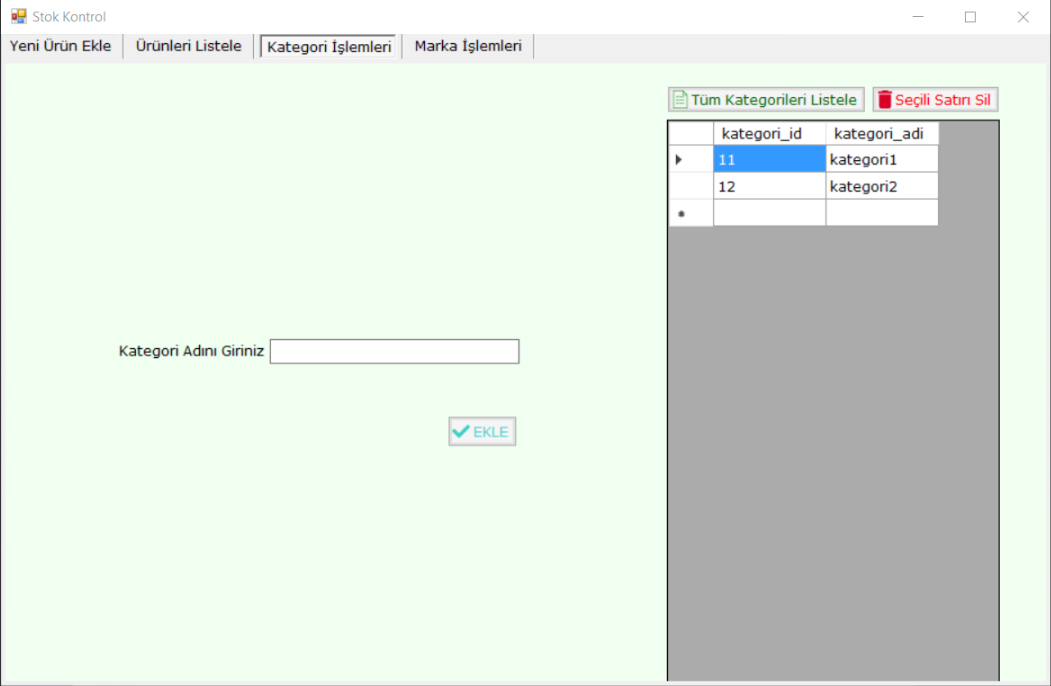 Stok Kontrol
Yeni Ürün Ekle Ürünleri Listele Kategori İşlemleri Marka İşlemleri
Tüm Kategorileri Listele Seçili Satırı Sil
kategori_id kategori_adi
11 kategori1
12 kategori2
Kategori Adını Giriniz
EKLE